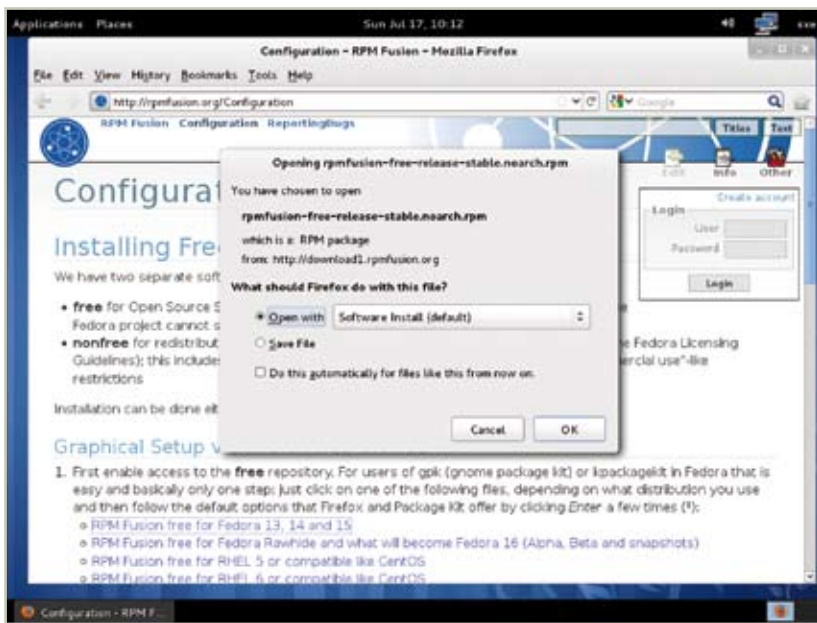 Applications Places Sun Jul 17, 10:12
Configuration - RPM Fusion - Mozilla Firefox
File Edit View History Bookmarks Tools Help
http://rpmfusion.org/Configuration Google
RPM Fusion Configuration ReportingBugs
Titles Text
Edit Info Other
Configurat
Create account
Login
User
Password
Login
Opening rpmfusion-free-release-stable.noarch.rpm
You have chosen to open
rpmfusion-free-release-stable.noarch.rpm
which is a: RPM package
from: http://download1.rpmfusion.org
What should Firefox do with this file?
Open with Software Install (default)
Save File
Do this automatically for files like this from now on.
Cancel OK
Installing Fre
We have two separate soft
• free for Open Source S
Fedora project cannot s
• nonfree for redistribut e Fedora Licensing
Guidelines); this includes ercial use"-like
restrictions
Installation can be done eit
Graphical Setup v
1. First enable access to the free repository. For users of gpk (gnome package kit) or kpackagekit in Fedora that is
easy and basically only one step: just click on one of the following files, depending on what distribution you use
and then follow the default options that Firefox and Package Kit offer by clicking Enter a few times (¹):
RPM Fusion free for Fedora 13, 14 and 15
RPM Fusion free for Fedora Rawhide and what will become Fedora 16 (Alpha, Beta and snapshots)
RPM Fusion free for RHEL 5 or compatible like CentOS
RPM Fusion free for RHEL 6 or compatible like CentOS
Configuration - RPM F...